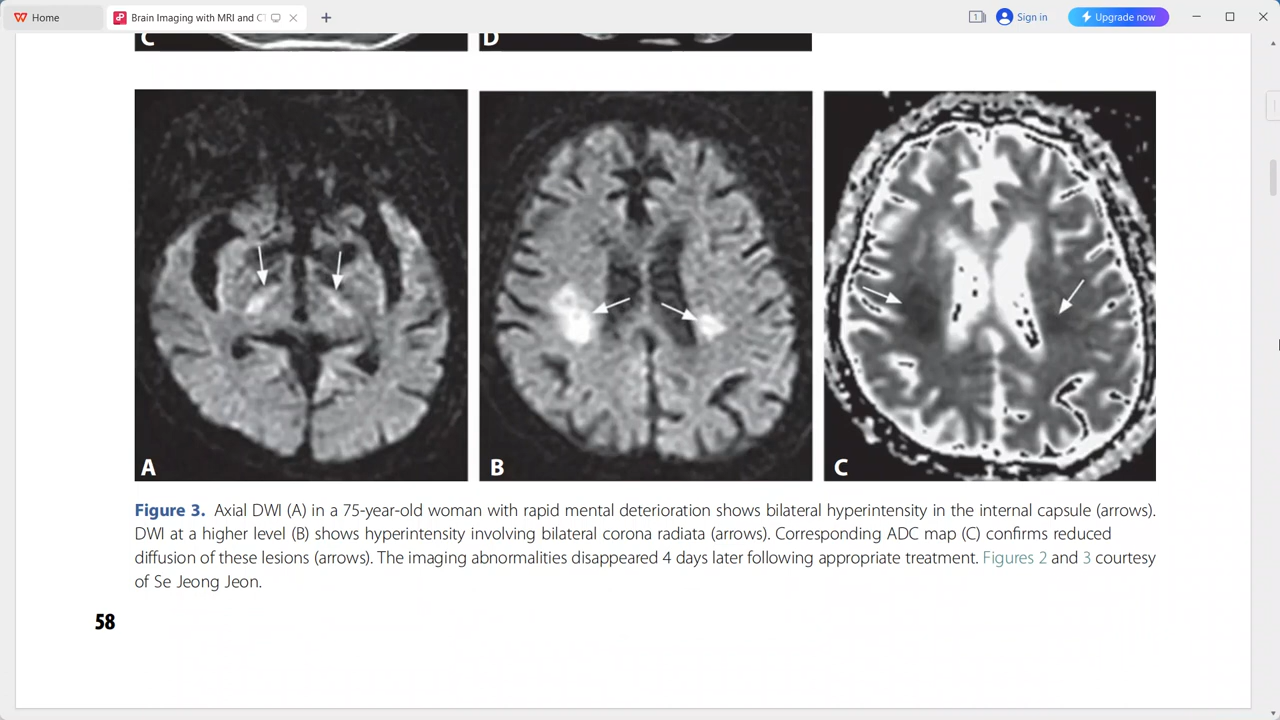 Home
Brain Imaging with MRI and C
1
Sign in
Upgrade now
C
D
A
B
C
Figure 3. Axial DWI (A) in a 75-year-old woman with rapid mental deterioration shows bilateral hyperintensity in the internal capsule (arrows).
DWI at a higher level (B) shows hyperintensity involving bilateral corona radiata (arrows). Corresponding ADC map (C) confirms reduced
diffusion of these lesions (arrows). The imaging abnormalities disappeared 4 days later following appropriate treatment. Figures 2 and 3 courtesy
of Se Jeong Jeon.
58